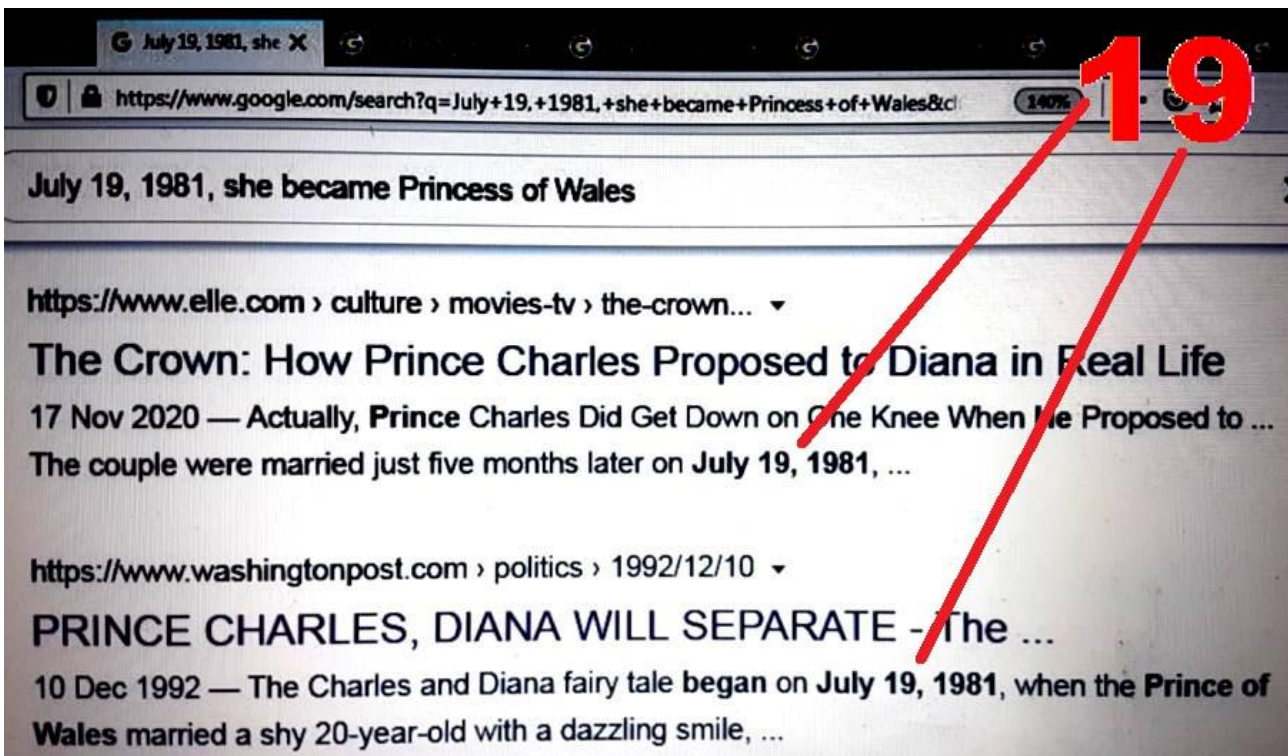 July 19, 1981, she X
19
https://www.google.com/search?q=July+19,+1981,+she+became+Princess+of+Wales&cl
140%
July 19, 1981, she became Princess of Wales
https://www.elle.com › culture › movies-tv › the-crown...
The Crown: How Prince Charles Proposed to Diana in Real Life
17 Nov 2020 — Actually, Prince Charles Did Get Down on One Knee When He Proposed to ...
The couple were married just five months later on July 19, 1981, ...
https://www.washingtonpost.com › politics › 1992/12/10
PRINCE CHARLES, DIANA WILL SEPARATE - The ...
10 Dec 1992 — The Charles and Diana fairy tale began on July 19, 1981, when the Prince of
Wales married a shy 20-year-old with a dazzling smile, ...